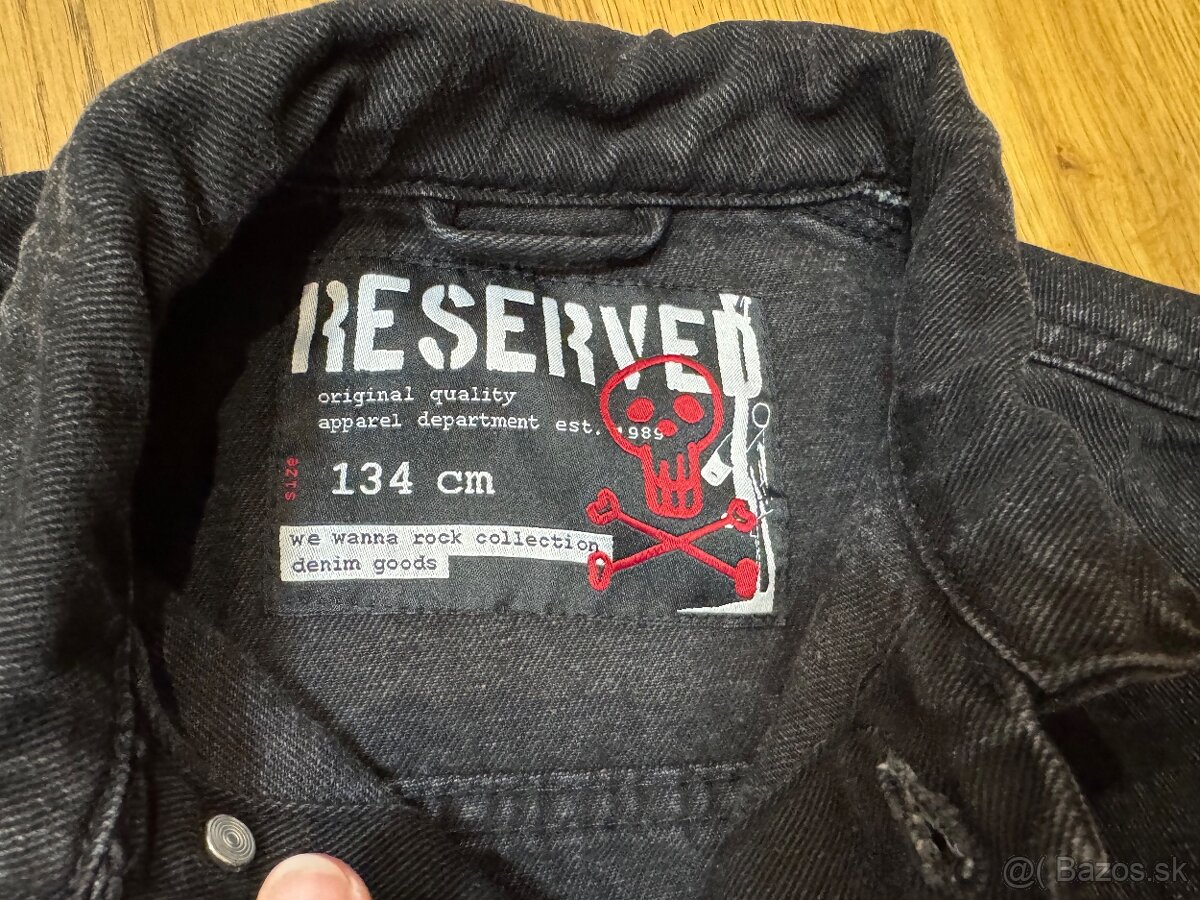 RESERVED
original quality
apparel department est. 1989
size
134 cm
we wanna rock collection
denim goods
@( Bazos.sk